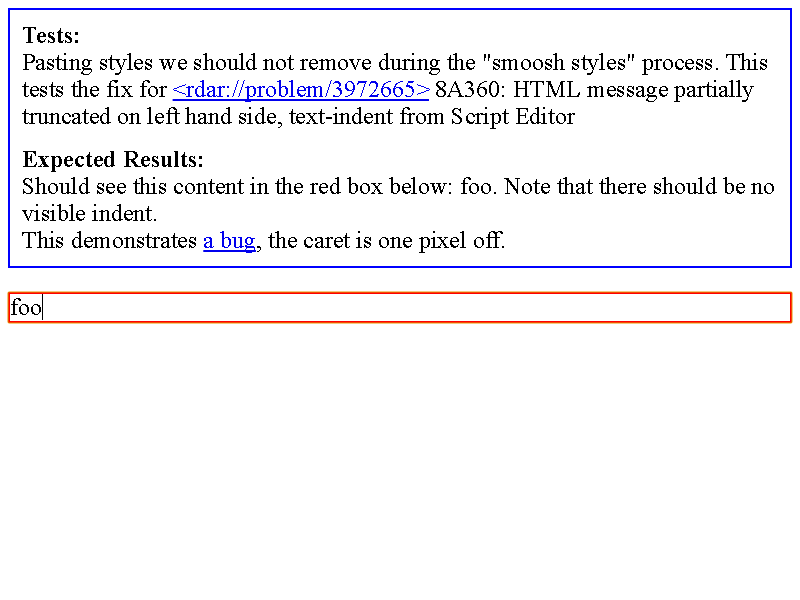 Tests:
Pasting styles we should not remove during the "smoosh styles" process. This
tests the fix for <rdar://problem/3972665> 8A360: HTML message partially
truncated on left hand side, text-indent from Script Editor
Expected Results:
Should see this content in the red box below: foo. Note that there should be no
visible indent.
This demonstrates a bug, the caret is one pixel off.
foo